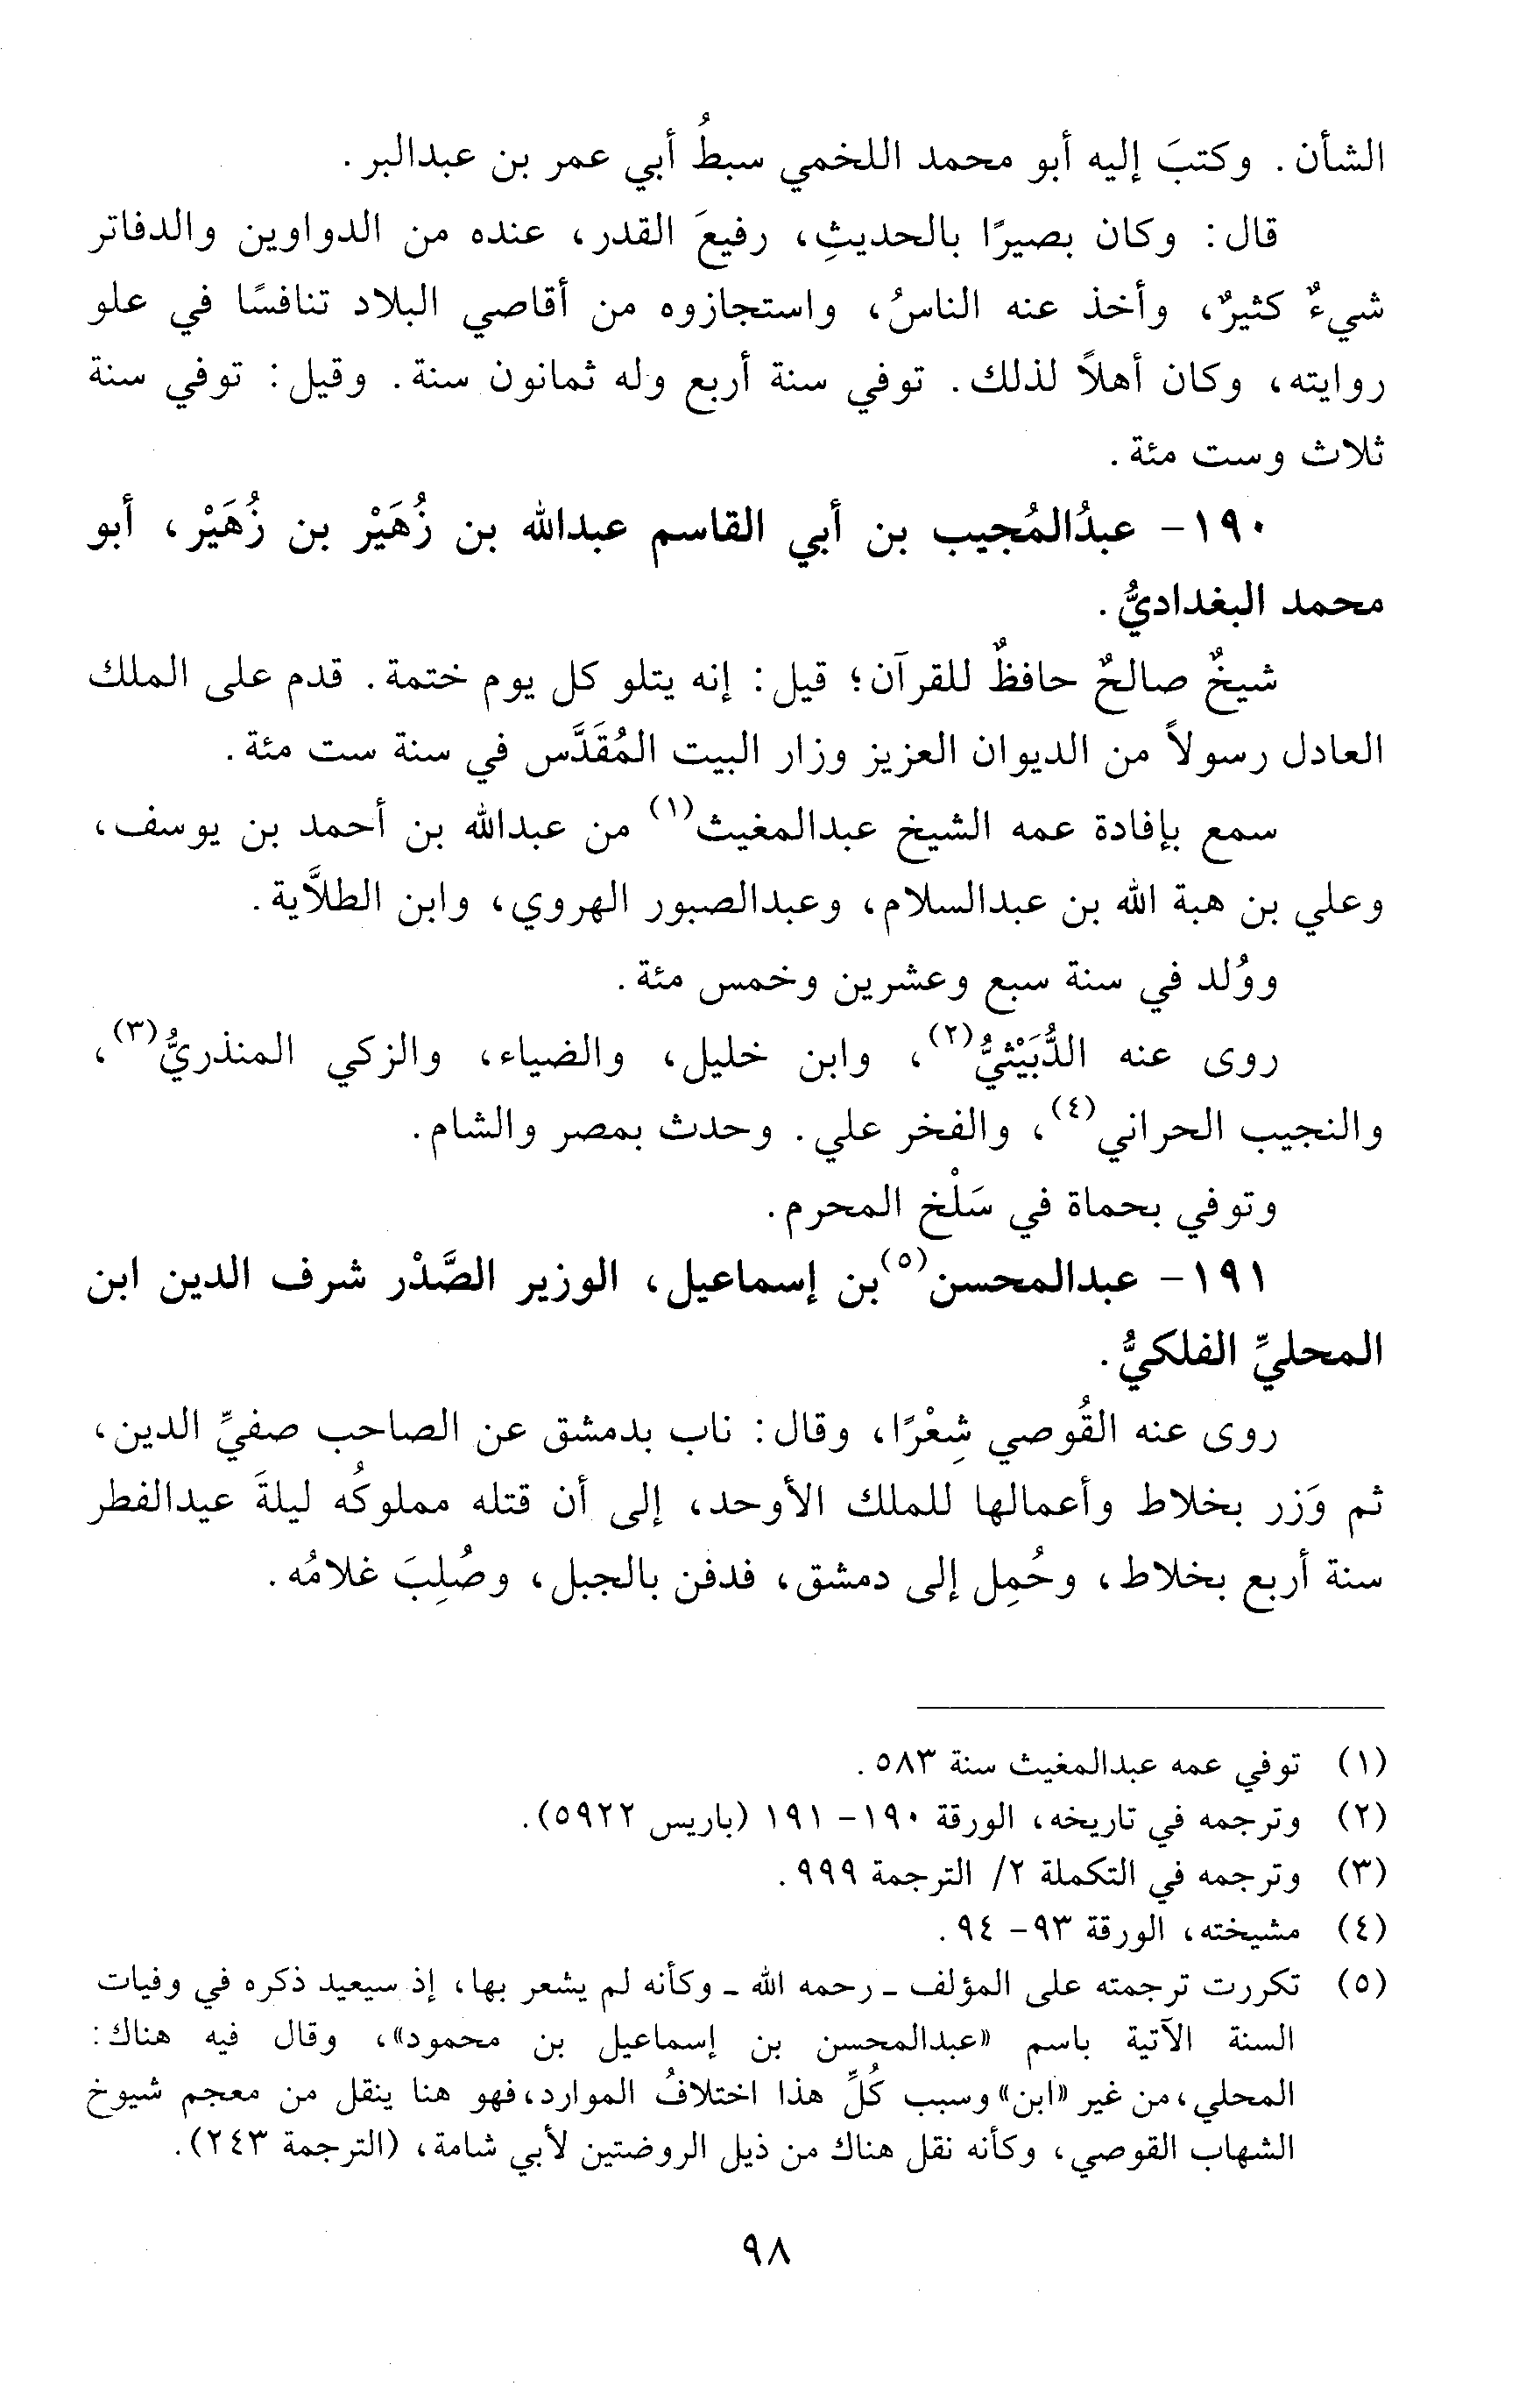 الشأن. وكتبَ إليه أبو محمد اللخمي سبطُ أبي عمر بن عبدالبر.
قال: وكان بصيرًا بالحديثِ، رفيعَ القدر، عنده من الدواوين والدفاتر
شيءٌ كثيرٌ، وأخذ عنه الناسُ، واستجازوه من أقاصي البلاد تنافسًا في علو
روايته، وكان أهلاً لذلك. توفي سنة أربع وله ثمانون سنة. وقيل: توفي سنة
ثلاث وست مئة.
١٩٠- عبدُالمُجيب بن أبي القاسم عبدالله بن زُهَيْر بن زُهَيْر، أبو
محمد البغداديُّ.
شيخٌ صالحٌ حافظٌ للقرآن؛ قيل: إنه يتلو كل يوم ختمة. قدم على الملك
العادل رسولاً من الديوان العزيز وزار البيت المُقَدَّس في سنة ست مئة.
سمع بإفادة عمه الشيخ عبدالمغيث(١) من عبدالله بن أحمد بن يوسف،
وعلي بن هبة الله بن عبدالسلام، وعبدالصبور الهروي، وابن الطلاَّية.
ووُلد في سنة سبع وعشرين وخمس مئة.
روى عنه الدُّبَيْثيُّ(٢)، وابن خليل، والضياء، والزكي المنذريُّ(٣)،
والنجيب الحراني(٤)، والفخر علي. وحدث بمصر والشام.
وتوفي بحماة في سَلْخ المحرم.
١٩١- عبدالمحسن(٥) بن إسماعيل، الوزير الصَّدْر شرف الدين ابن
المحليِّ الفلكيُّ.
روى عنه القُوصي شِعْرًا، وقال: ناب بدمشق عن الصاحب صفيِّ الدين،
ثم وَزر بخلاط وأعمالها للملك الأوحد، إلى أن قتله مملوكُه ليلةَ عيدالفطر
سنة أربع بخلاط، وحُمِل إلى دمشق، فدفن بالجبل، وصُلِبَ غلامُه.
(١) توفي عمه عبدالمغيث سنة ٥٨٣.
(٢) وترجمه في تاريخه، الورقة ١٩٠- ١٩١ (باريس ٥٩٢٢).
(٣) وترجمه في التكملة ٢/ الترجمة ٩٩٩.
(٤) مشيخته، الورقة ٩٣- ٩٤.
(٥) تكررت ترجمته على المؤلف - رحمه الله - وكأنه لم يشعر بها، إذ سيعيد ذكره في وفيات
السنة الآتية باسم «عبدالمحسن بن إسماعيل بن محمود»، وقال فيه هناك:
المحلي، من غير «ابن» وسبب كُلِّ هذا اختلافُ الموارد، فهو هنا ينقل من معجم شيوخ
الشهاب القوصي، وكأنه نقل هناك من ذيل الروضتين لأبي شامة، (الترجمة ٢٤٣).
٩٨